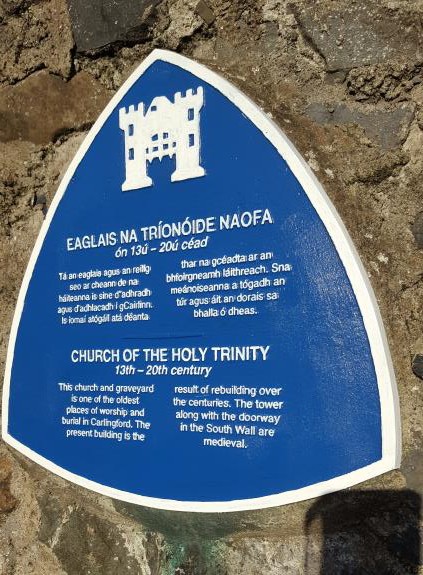 EAGLAIS NA TRÍONÓIDE NAOFA
ón 13ú - 20ú céad
Tá an eaglais agus an reilig
seo ar cheann de na
háiteanna is sine d'adhradh
agus d'adhlacadh i gCairlinn.
Is iomaí atógáil atá déanta
thar na gcéadta ar an
bhfoirgneamh láithreach. Sna
meánoiseanna a tógadh an
túr agus áit an dorais sa
bhalla ó dheas.
CHURCH OF THE HOLY TRINITY
13th - 20th century
This church and graveyard
is one of the oldest
places of worship and
burial in Carlingford. The
present building is the
result of rebuilding over
the centuries. The tower
along with the doorway
in the South Wall are
medieval.